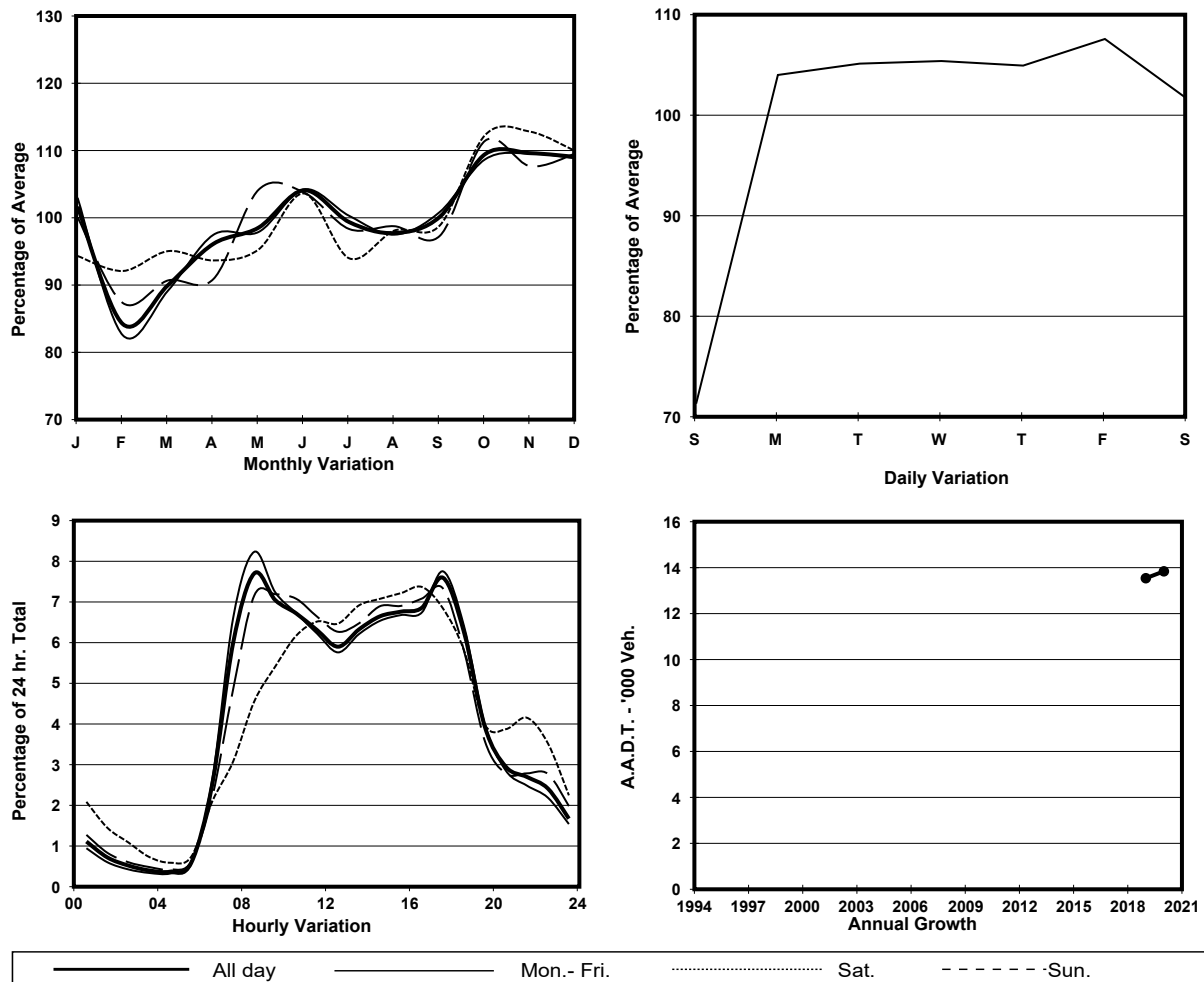 130
120
110
100
90
80
70
Percentage of Average
J F M A M J J A S O N D
Monthly Variation
110
100
90
80
70
Percentage of Average
S M T W T F S
Daily Variation
9
8
7
6
5
4
3
2
1
0
Percentage of 24 hr. Total
00 04 08 12 16 20 24
Hourly Variation
16
14
12
10
8
6
4
2
0
A.A.D.T. - '000 Veh.
1994 1997 2000 2003 2006 2009 2012 2015 2018 2021
Annual Growth
All day Mon.- Fri. Sat. Sun.